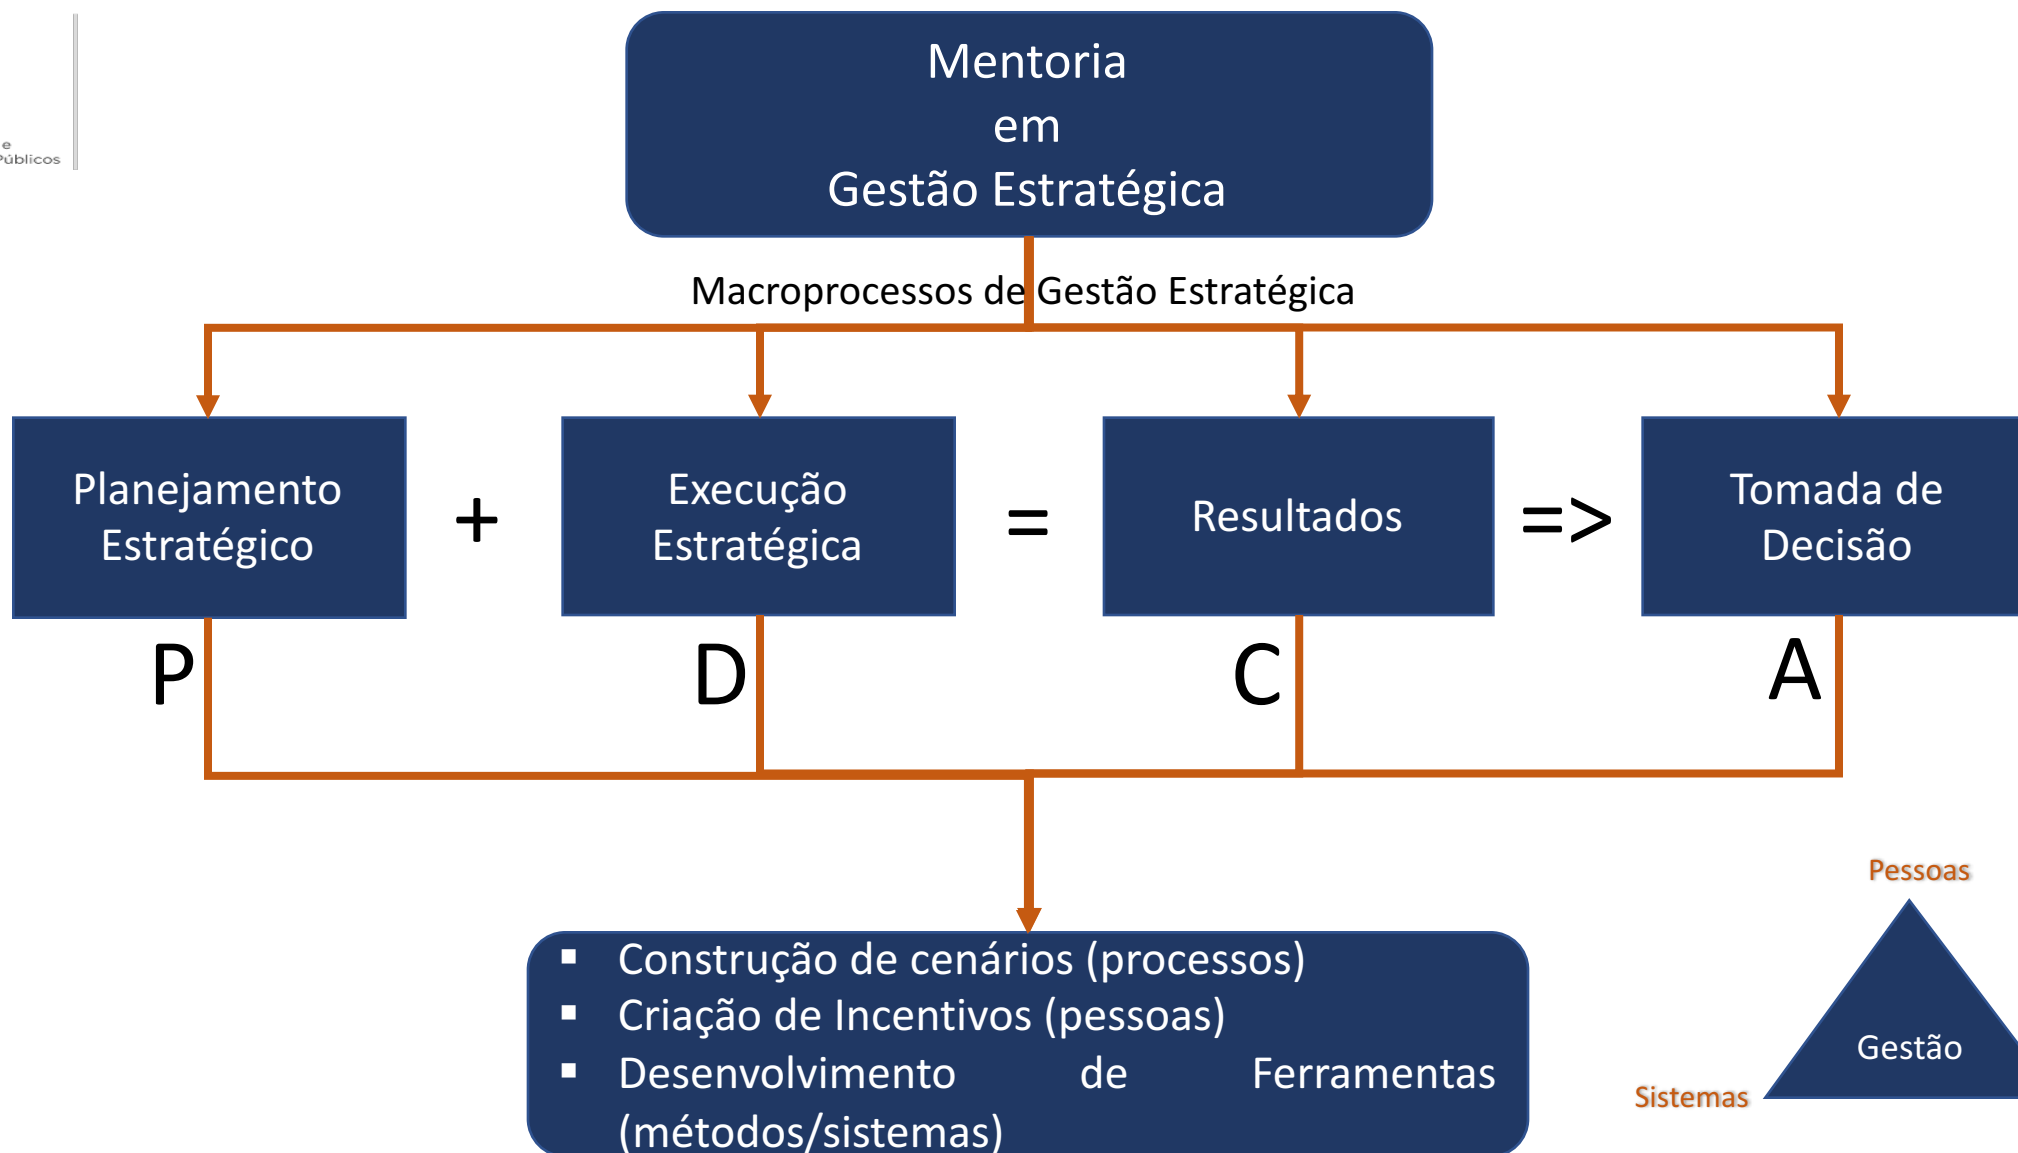 e
Públicos
Mentoria
em
Gestão Estratégica
Macroprocessos de Gestão Estratégica
Planejamento
Estratégico
+
Execução
Estratégica
=
Resultados
=>
Tomada de
Decisão
P
D
C
A
▪ Construção de cenários (processos)
▪ Criação de Incentivos (pessoas)
▪ Desenvolvimento de Ferramentas
(métodos/sistemas)
Pessoas
Gestão
Sistemas